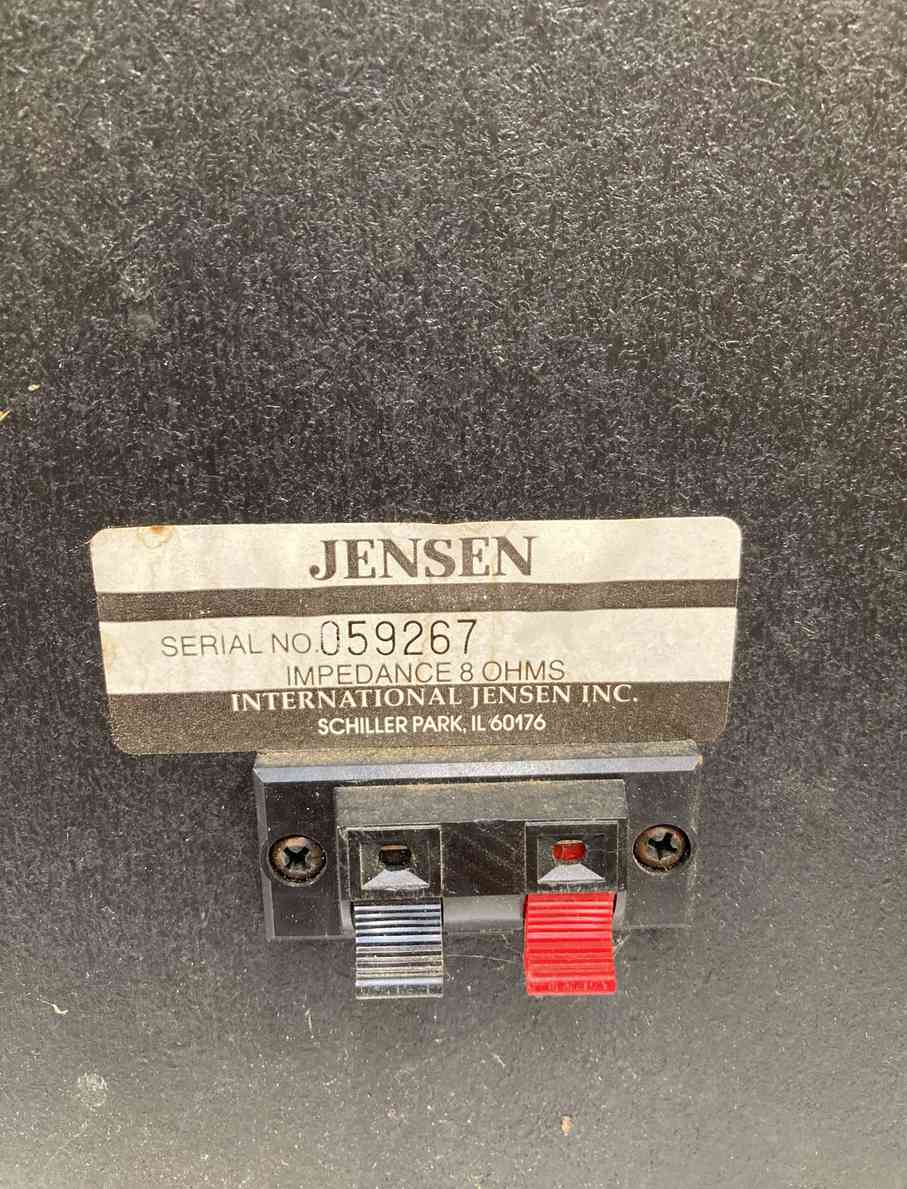 JENSEN
SERIAL NO.059267
IMPEDANCE 8 OHMS
INTERNATIONAL JENSEN INC.
SCHILLER PARK, IL 60176